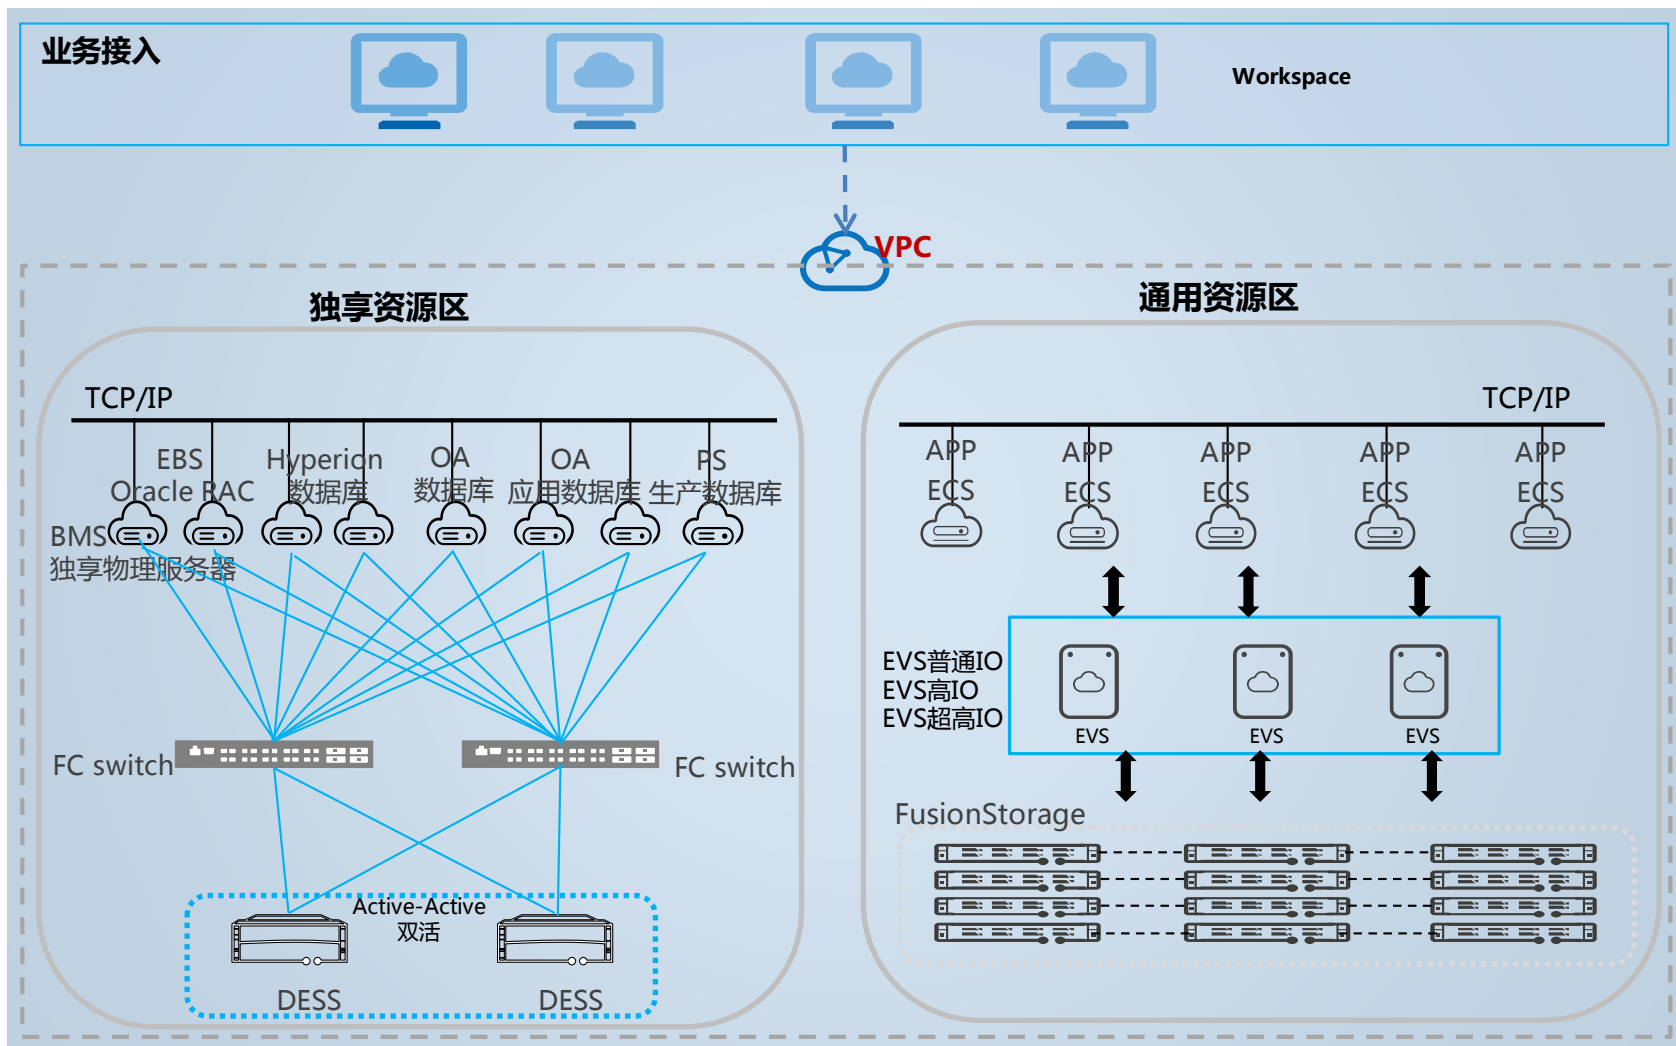 业务接入
Workspace
VPC
独享资源区
通用资源区
TCP/IP
EBS
Oracle RAC
Hyperion
数据库
OA
数据库
OA
应用数据库
PS
生产数据库
BMS
独享物理服务器
FC switch
FC switch
Active-Active
双活
DESS
DESS
TCP/IP
APP
ECS
APP
ECS
APP
ECS
APP
ECS
APP
ECS
EVS普通IO
EVS高IO
EVS超高IO
EVS
EVS
EVS
FusionStorage